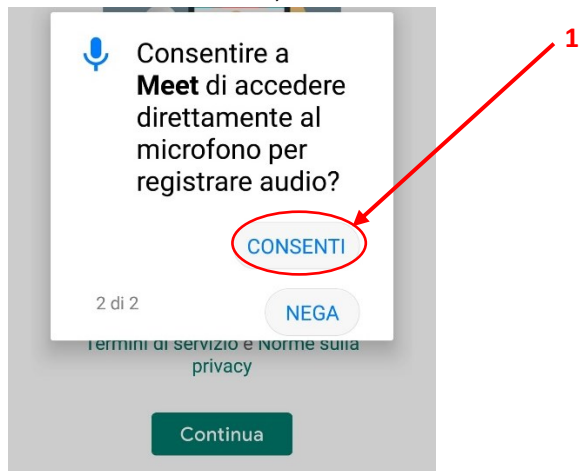 1
Consentire a
Meet di accedere
direttamente al
microfono per
registrare audio?
CONSENTI
2 di 2
NEGA
Termini di servizio e Norme sulla
privacy
Continua